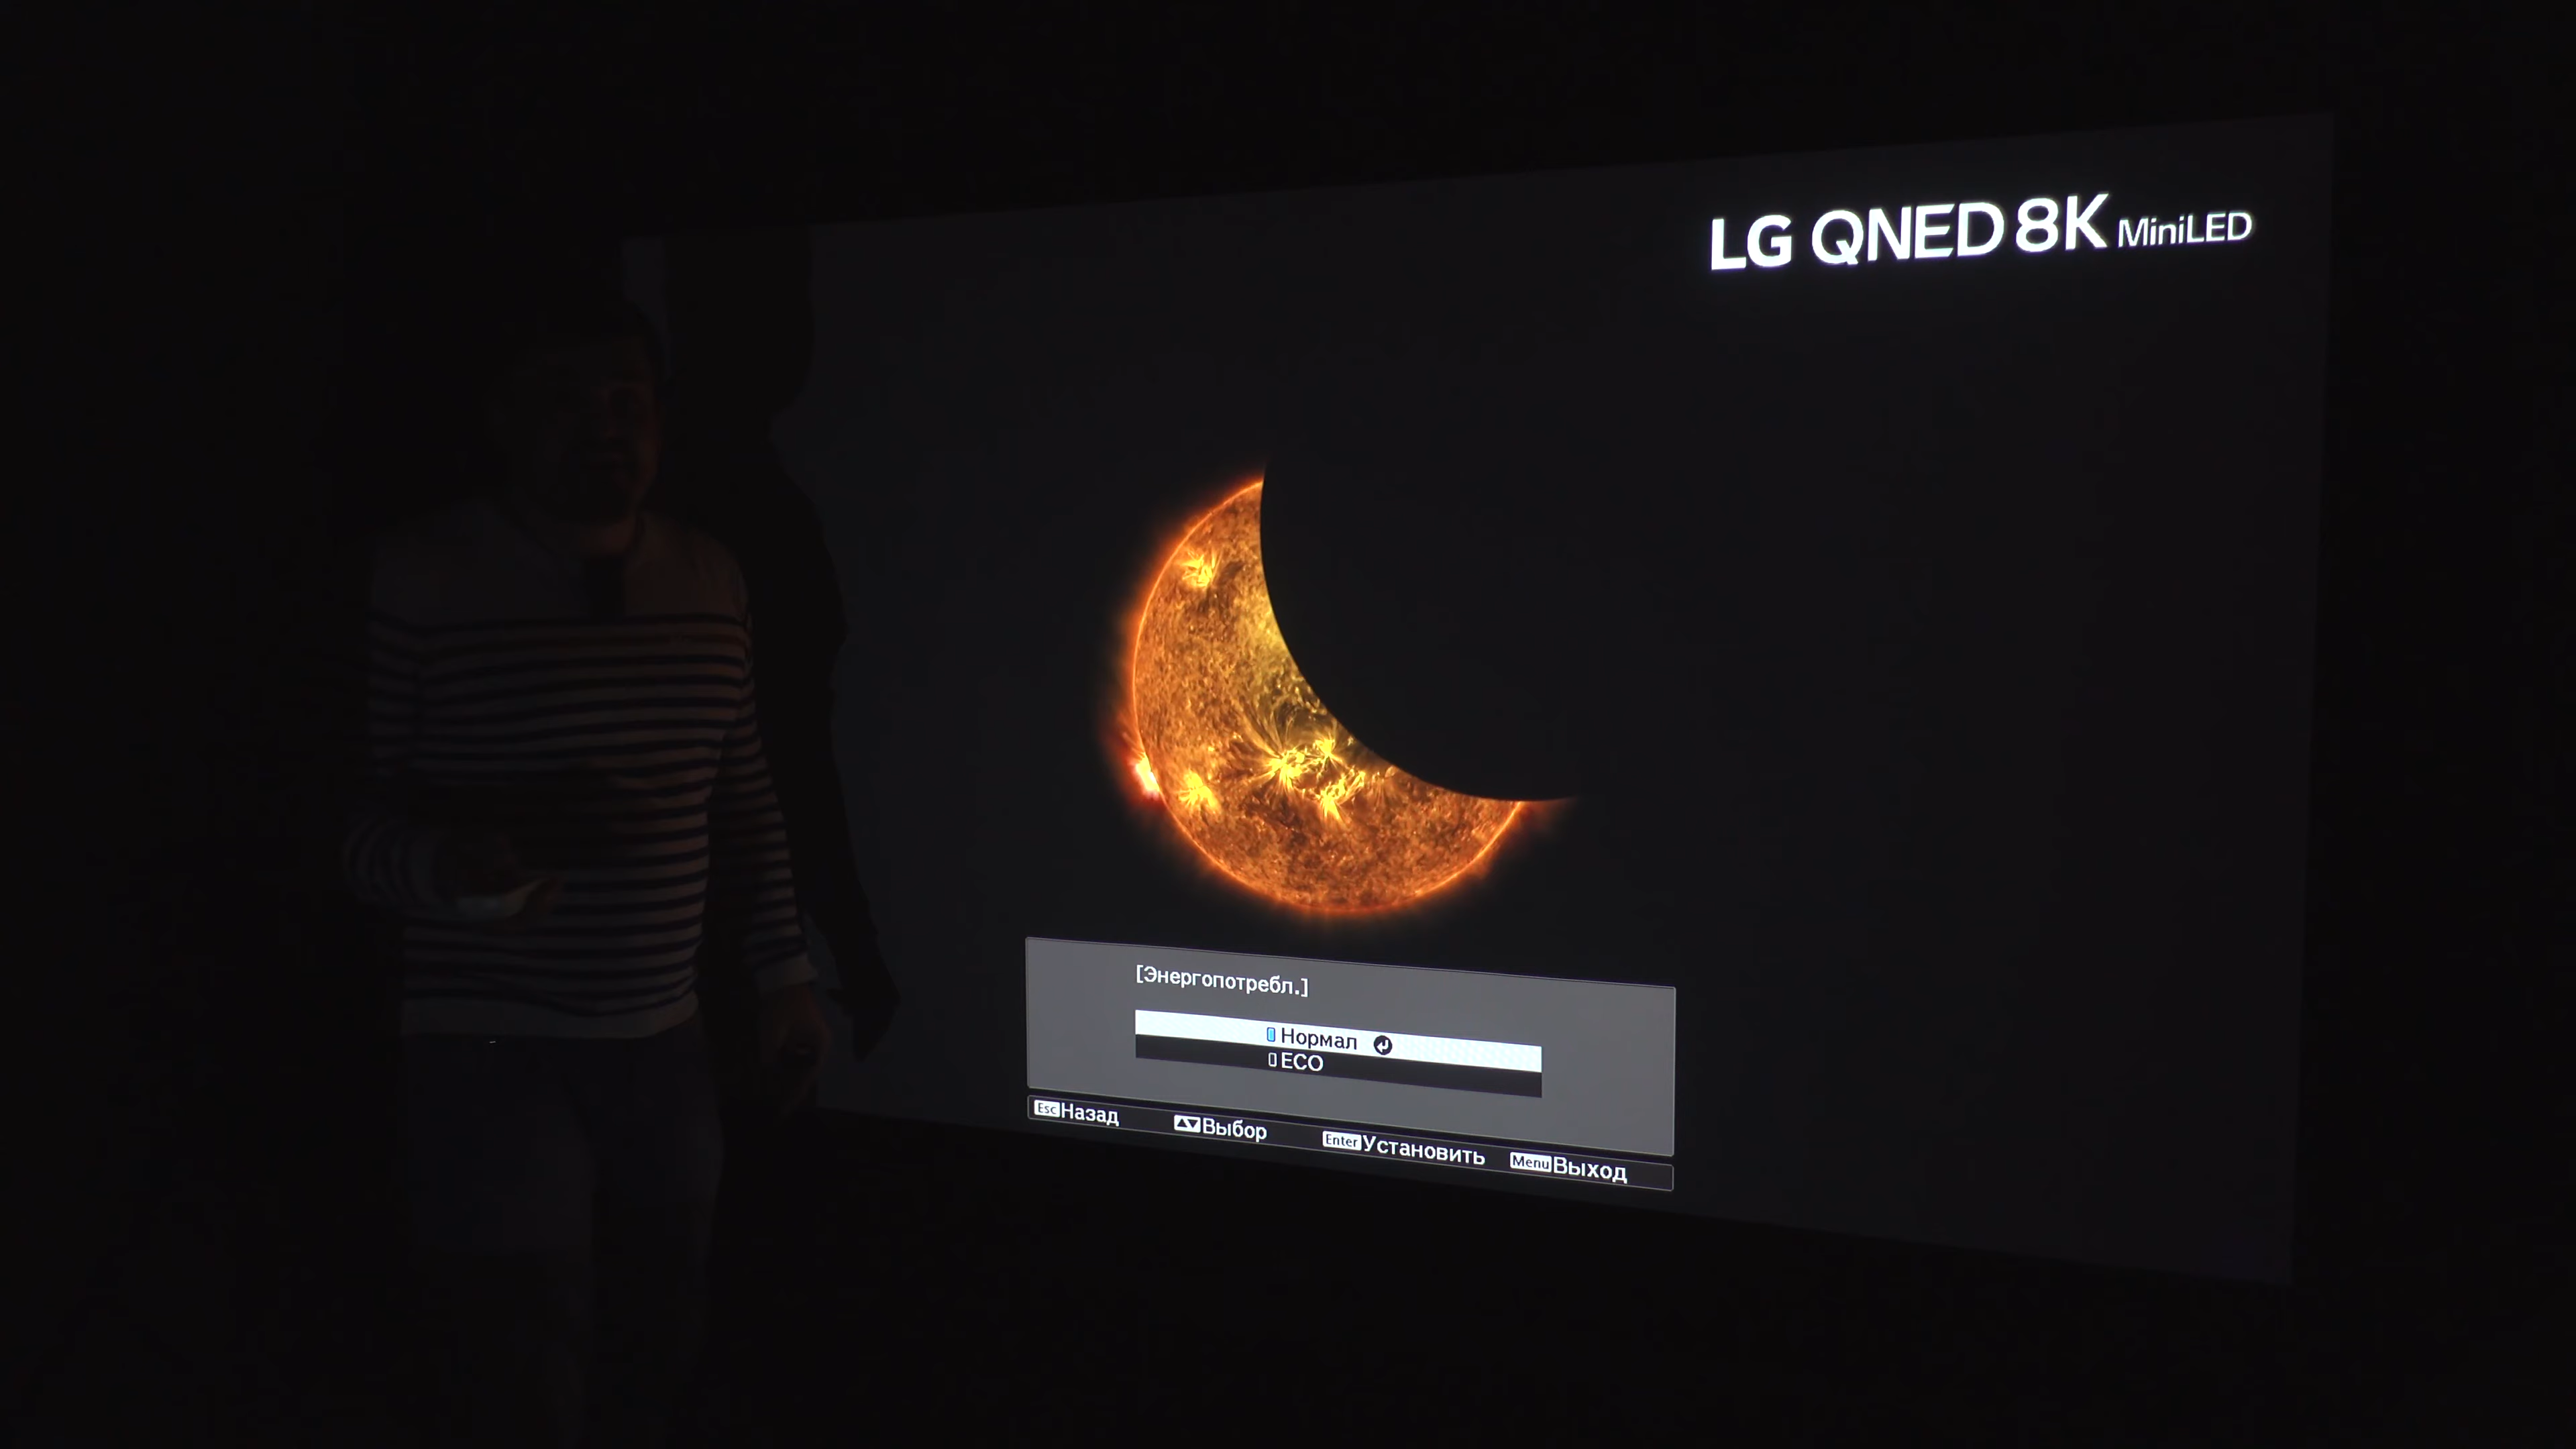 LG QNED 8K MiniLED
[Энергопотребл.]
Нормал
ECO
Esc Назад Выбор Enter Установить Menu Выход